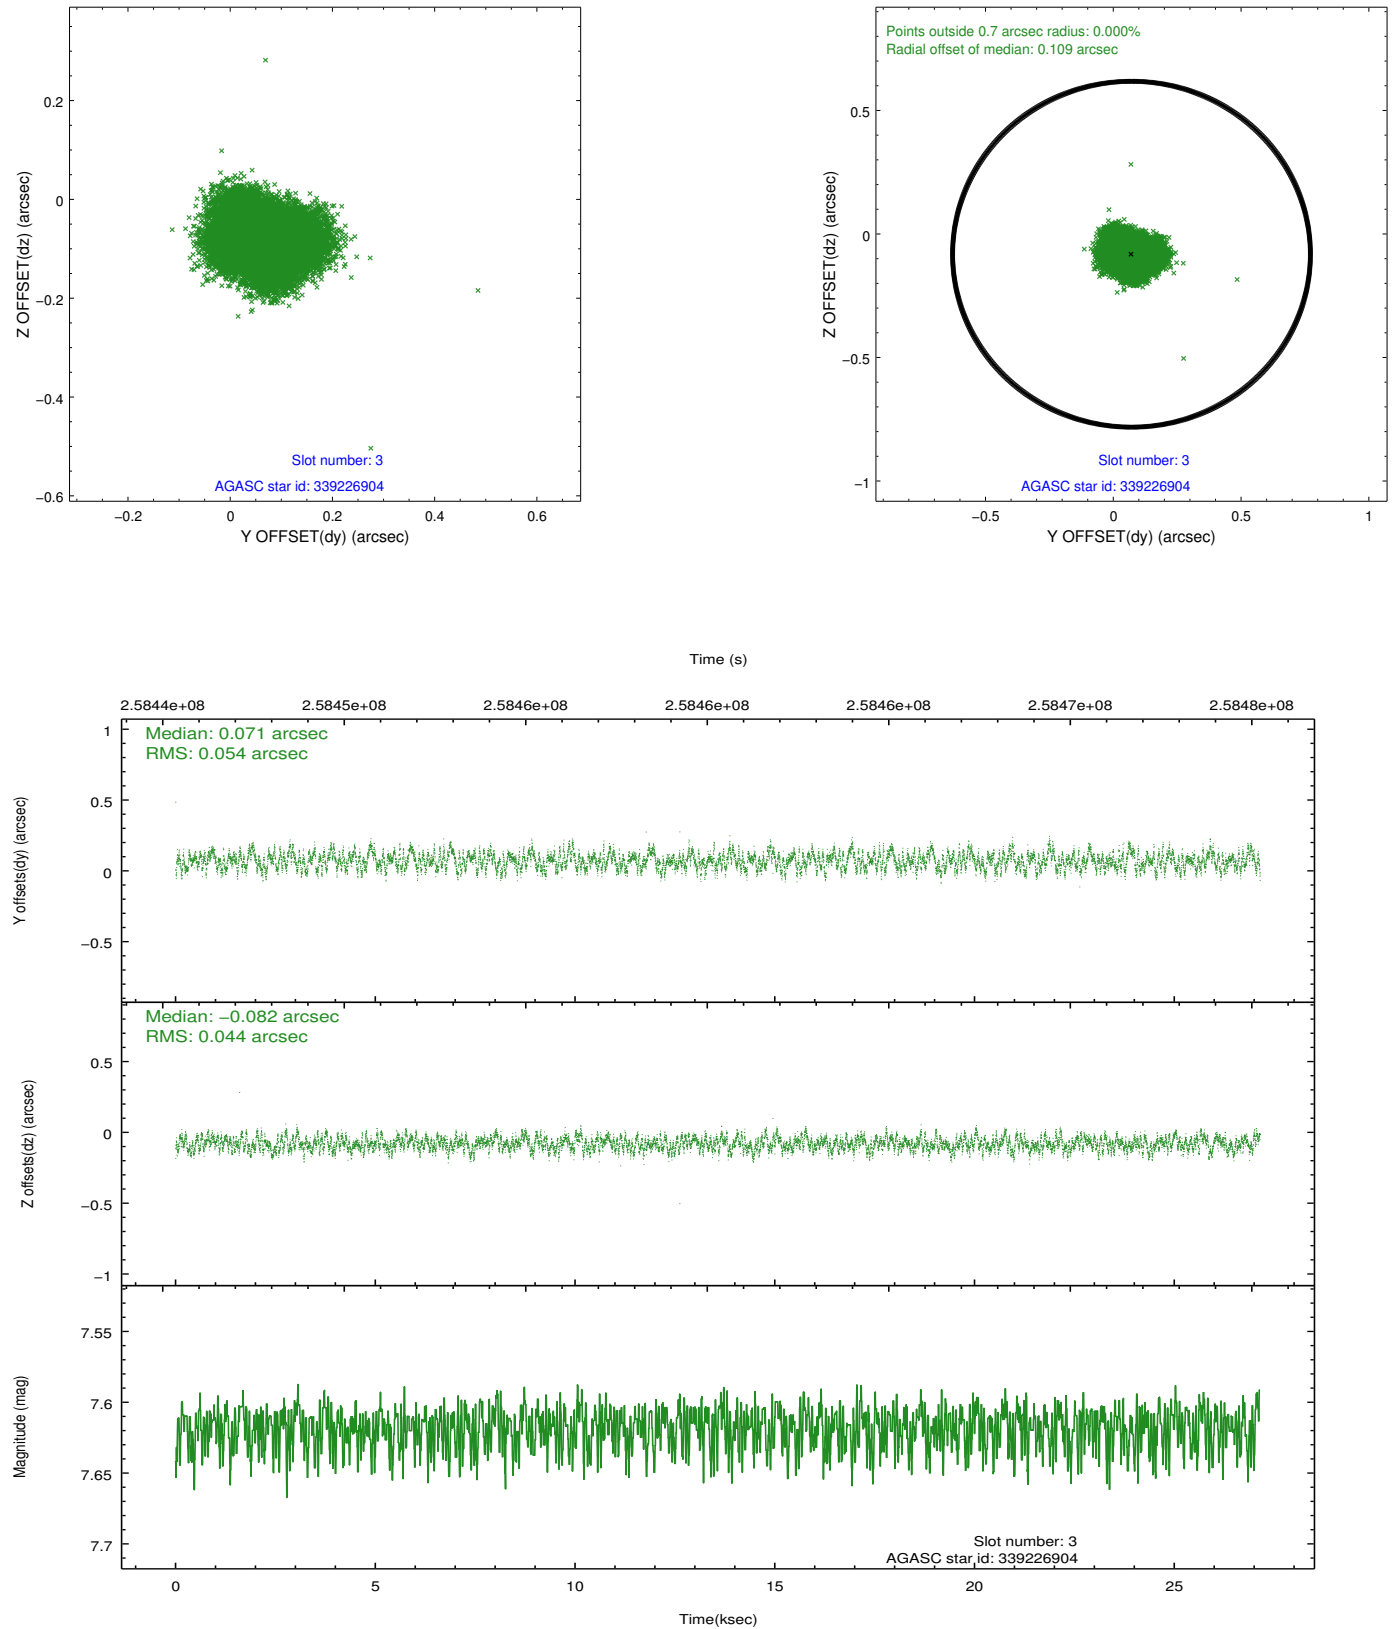 0.2
0
−0.2
−0.4
−0.6
Z OFFSET(dz) (arcsec)
Slot number: 3
AGASC star id: 339226904
−0.2 0 0.2 0.4 0.6
Y OFFSET(dy) (arcsec)
Points outside 0.7 arcsec radius: 0.000%
Radial offset of median: 0.109 arcsec
0.5
0
−0.5
−1
Z OFFSET(dz) (arcsec)
Slot number: 3
AGASC star id: 339226904
−0.5 0 0.5 1
Y OFFSET(dy) (arcsec)
Time (s)
2.5844e+08 2.5845e+08 2.5846e+08 2.5846e+08 2.5846e+08 2.5847e+08 2.5848e+08
Median: 0.071 arcsec
RMS: 0.054 arcsec
1
0.5
0
−0.5
Y offsets(dy) (arcsec)
Median: −0.082 arcsec
RMS: 0.044 arcsec
0.5
0
−0.5
−1
Z offsets(dz) (arcsec)
7.55
7.6
7.65
7.7
Magnitude (mag)
Slot number: 3
AGASC star id: 339226904
0 5 10 15 20 25
Time(ksec)